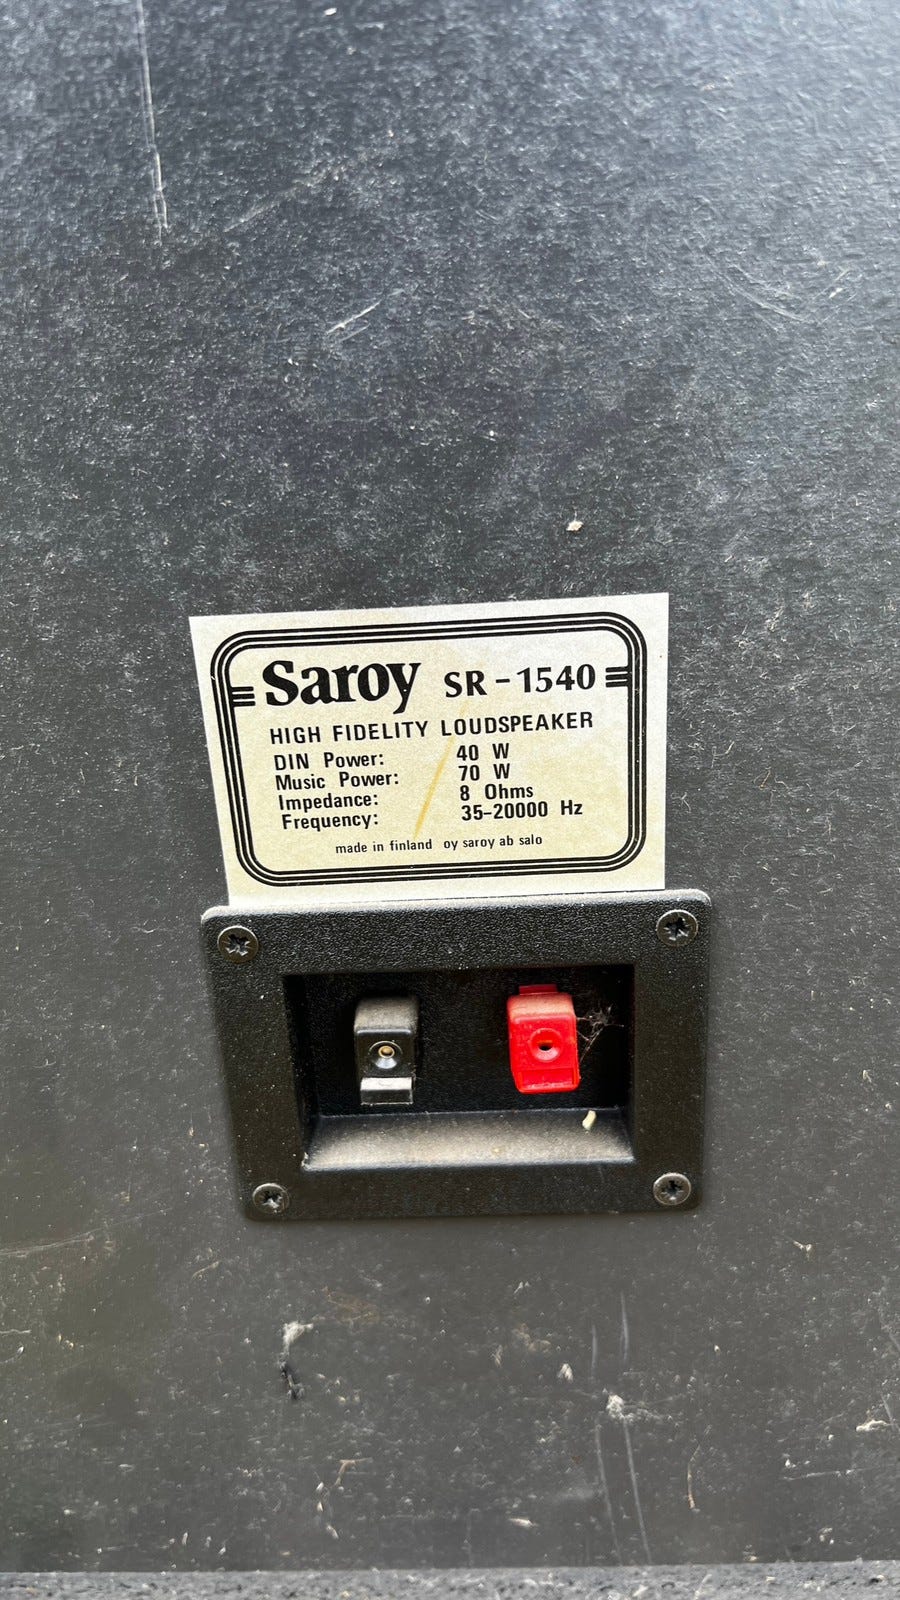 Saroy SR-1540
HIGH FIDELITY LOUDSPEAKER
DIN Power: 40 W
Music Power: 70 W
Impedance: 8 Ohms
Frequency: 35-20000 Hz
made in finland oy saroy ab salo